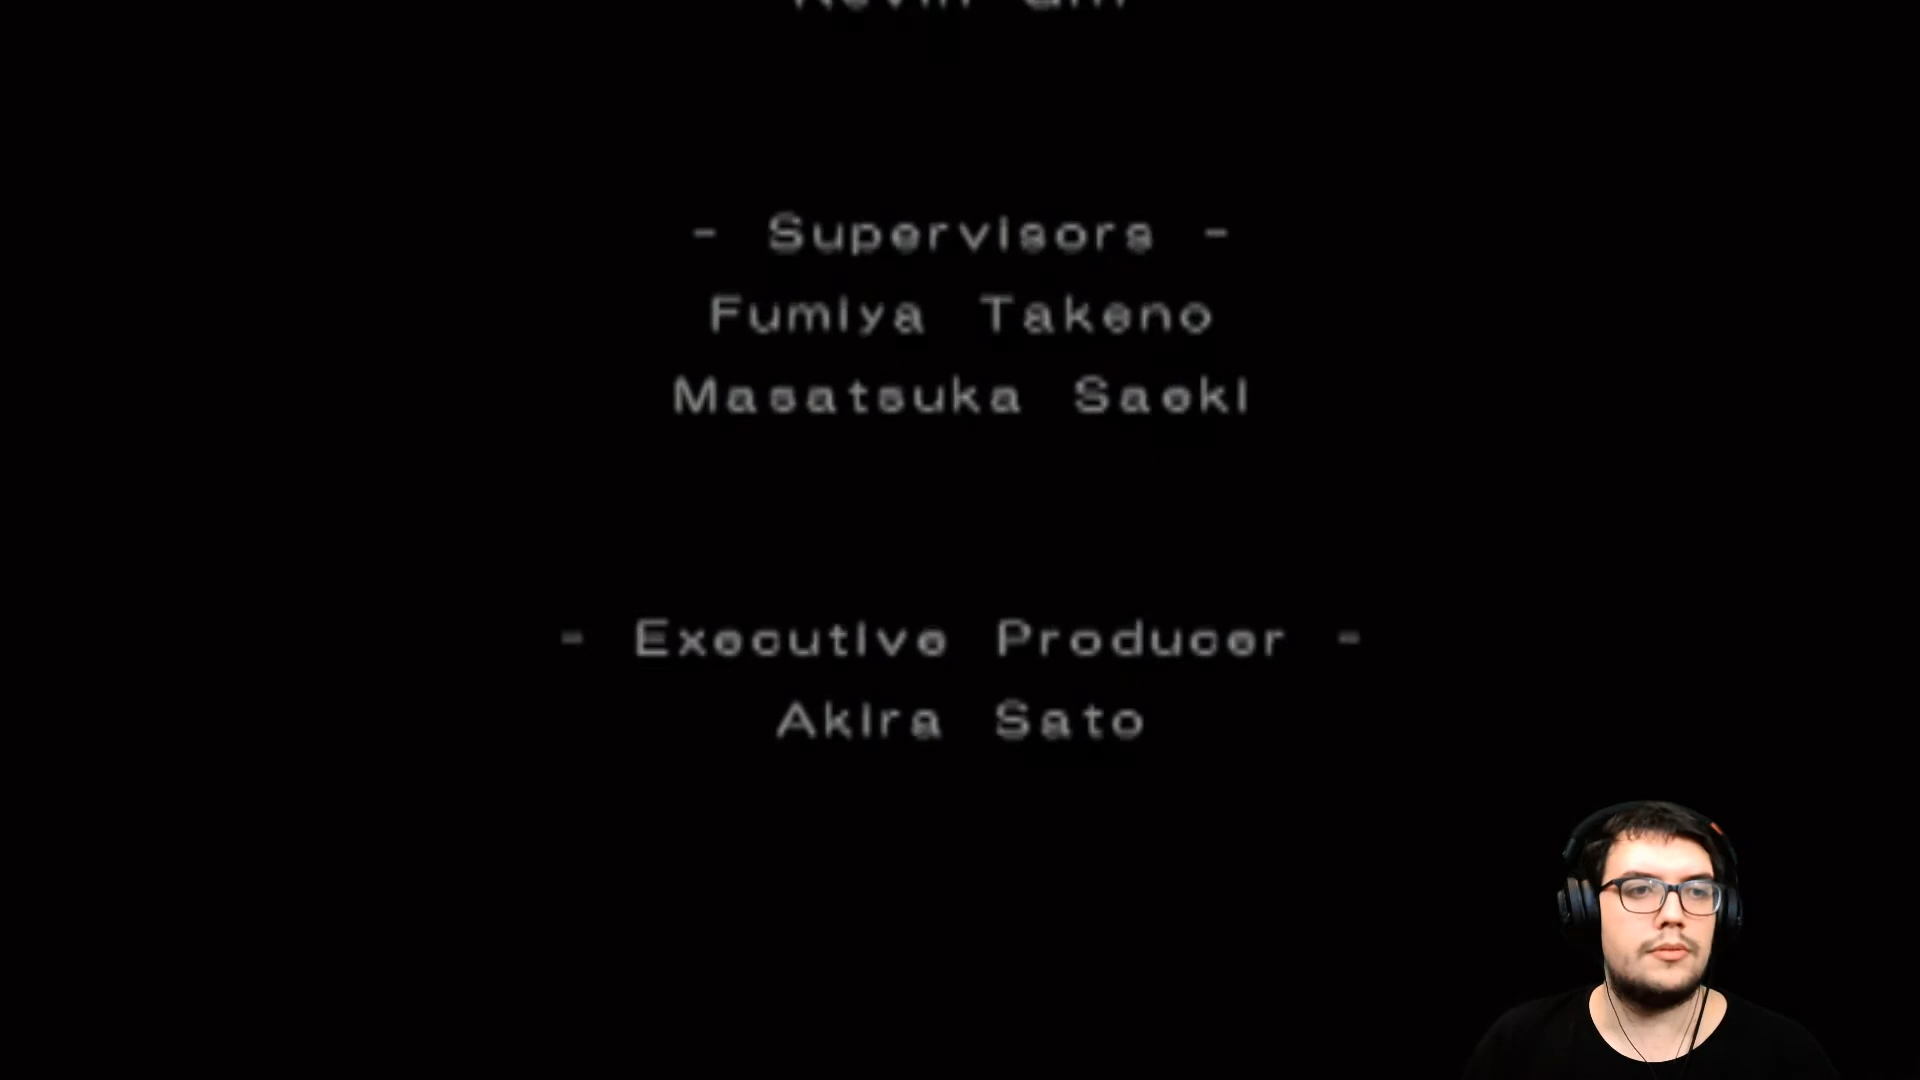 - Supervisors -
Fumiya Takeno
Masatsuka Saeki
- Executive Producer -
Akira Sato